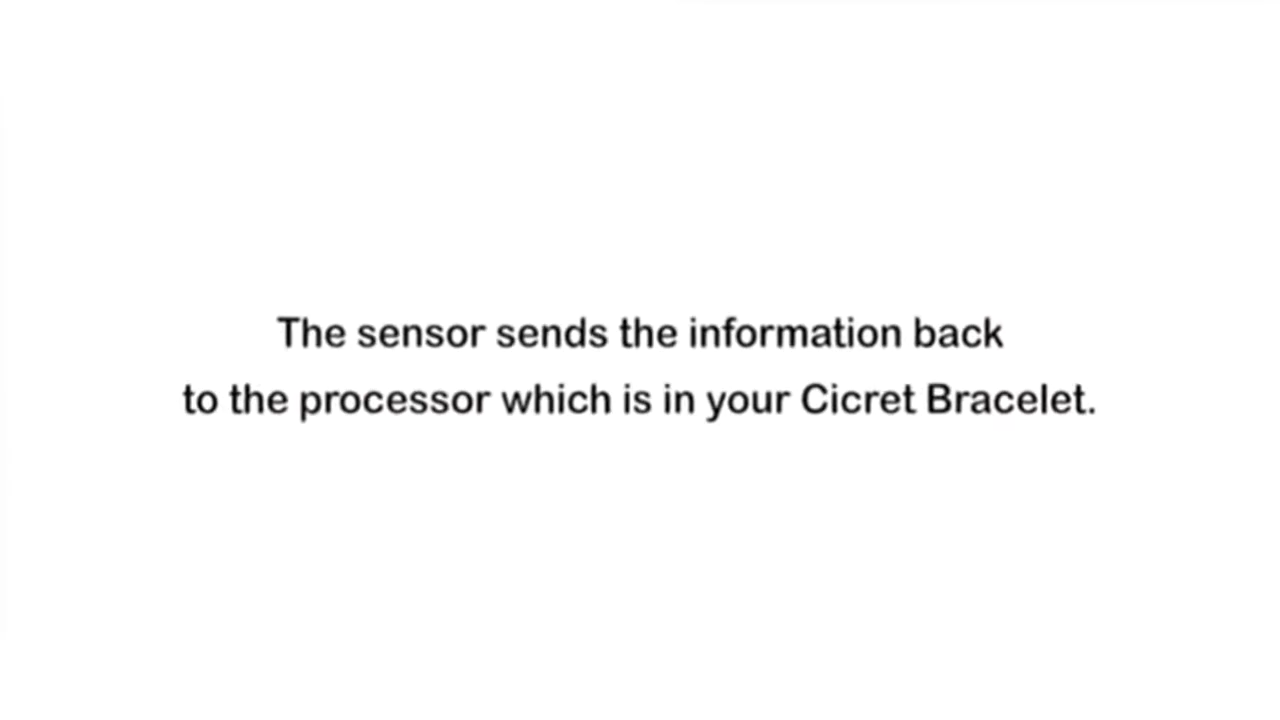 The sensor sends the information back
to the processor which is in your Cicret Bracelet.